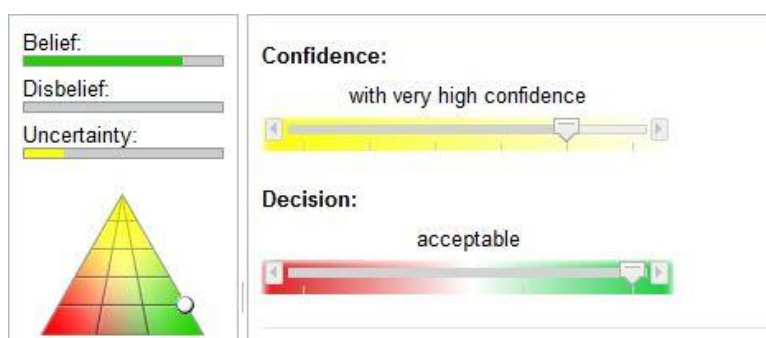 Belief:
Disbelief:
Uncertainty:
Confidence:
with very high confidence
Decision:
acceptable